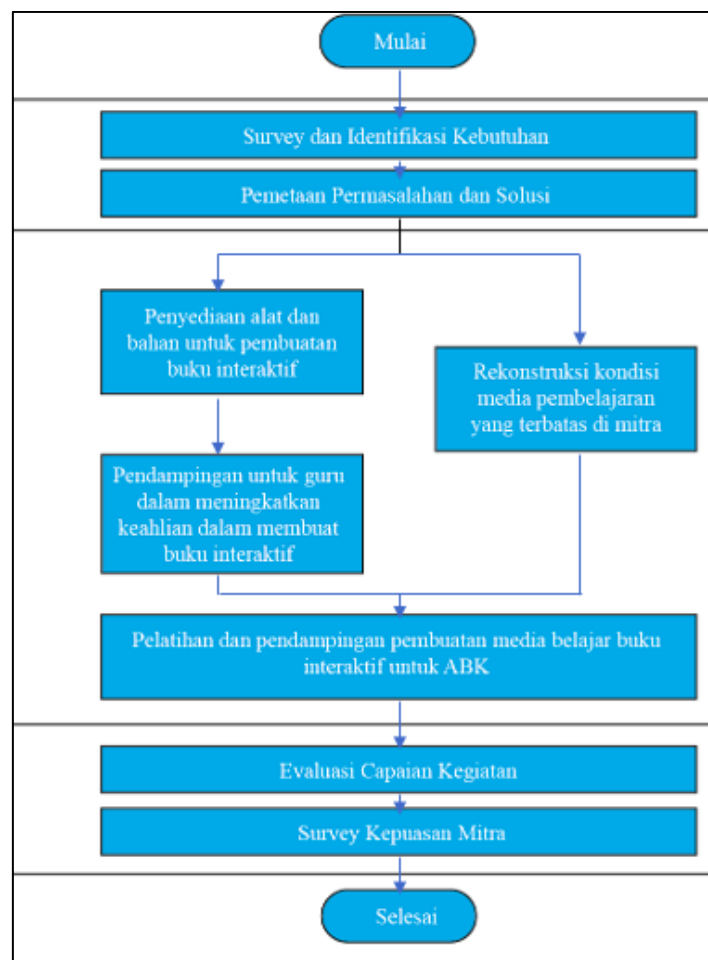 Mulai
Survey dan Identifikasi Kebutuhan
Pemetaan Permasalahan dan Solusi
Penyediaan alat dan
bahan untuk pembuatan
buku interaktif
Rekonstruksi kondisi
media pembelajaran
yang terbatas di mitra
Pendampingan untuk guru
dalam meningkatkan
keahlian dalam membuat
buku interaktif
Pelatihan dan pendampingan pembuatan media belajar buku
interaktif untuk ABK
Evaluasi Capaian Kegiatan
Survey Kepuasan Mitra
Selesai